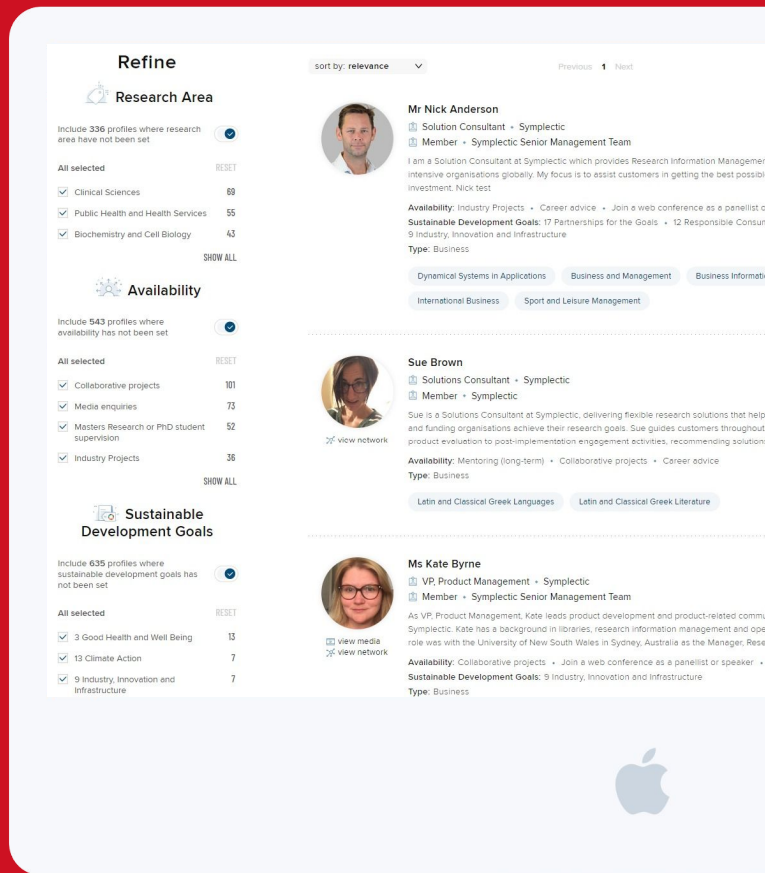 Refine
Research Area
Include 336 profiles where research
area have not been set
All selected RESET
Clinical Sciences 69
Public Health and Health Services 55
Biochemistry and Cell Biology 43
SHOW ALL
Availability
Include 543 profiles where
availability has not been set
All selected RESET
Collaborative projects 101
Media enquiries 73
Masters Research or PhD student 52
supervision
Industry Projects 36
SHOW ALL
Sustainable
Development Goals
Include 635 profiles where
sustainable development goals has
not been set
All selected RESET
3 Good Health and Well Being 13
13 Climate Action 7
9 Industry, Innovation and 7
Infrastructure
sort by: relevance
Previous 1 Next
Mr Nick Anderson
Solution Consultant • Symplectic
Member • Symplectic Senior Management Team
I am a Solution Consultant at Symplectic which provides Research Information Managemen
intensive organisations globally. My focus is to assist customers in getting the best possibl
investment. Nick test
Availability: Industry Projects • Career advice • Join a web conference as a panellist o
Sustainable Development Goals: 17 Partnerships for the Goals • 12 Responsible Consum
9 Industry, Innovation and Infrastructure
Type: Business
Dynamical Systems in Applications Business and Management Business Informatio
International Business Sport and Leisure Management
view network
Sue Brown
Solutions Consultant • Symplectic
Member • Symplectic
Sue is a Solutions Consultant at Symplectic, delivering flexible research solutions that help
and funding organisations achieve their research goals. Sue guides customers throughout
product evaluation to post-implementation engagement activities, recommending solution
Availability: Mentoring (long-term) • Collaborative projects • Career advice
Type: Business
Latin and Classical Greek Languages Latin and Classical Greek Literature
view media
view network
Ms Kate Byrne
VP, Product Management • Symplectic
Member • Symplectic Senior Management Team
As VP, Product Management, Kate leads product development and product-related commu
Symplectic. Kate has a background in libraries, research information management and ope
role was with the University of New South Wales in Sydney, Australia as the Manager, Rese
Availability: Collaborative projects • Join a web conference as a panellist or speaker •
Sustainable Development Goals: 9 Industry, Innovation and Infrastructure
Type: Business